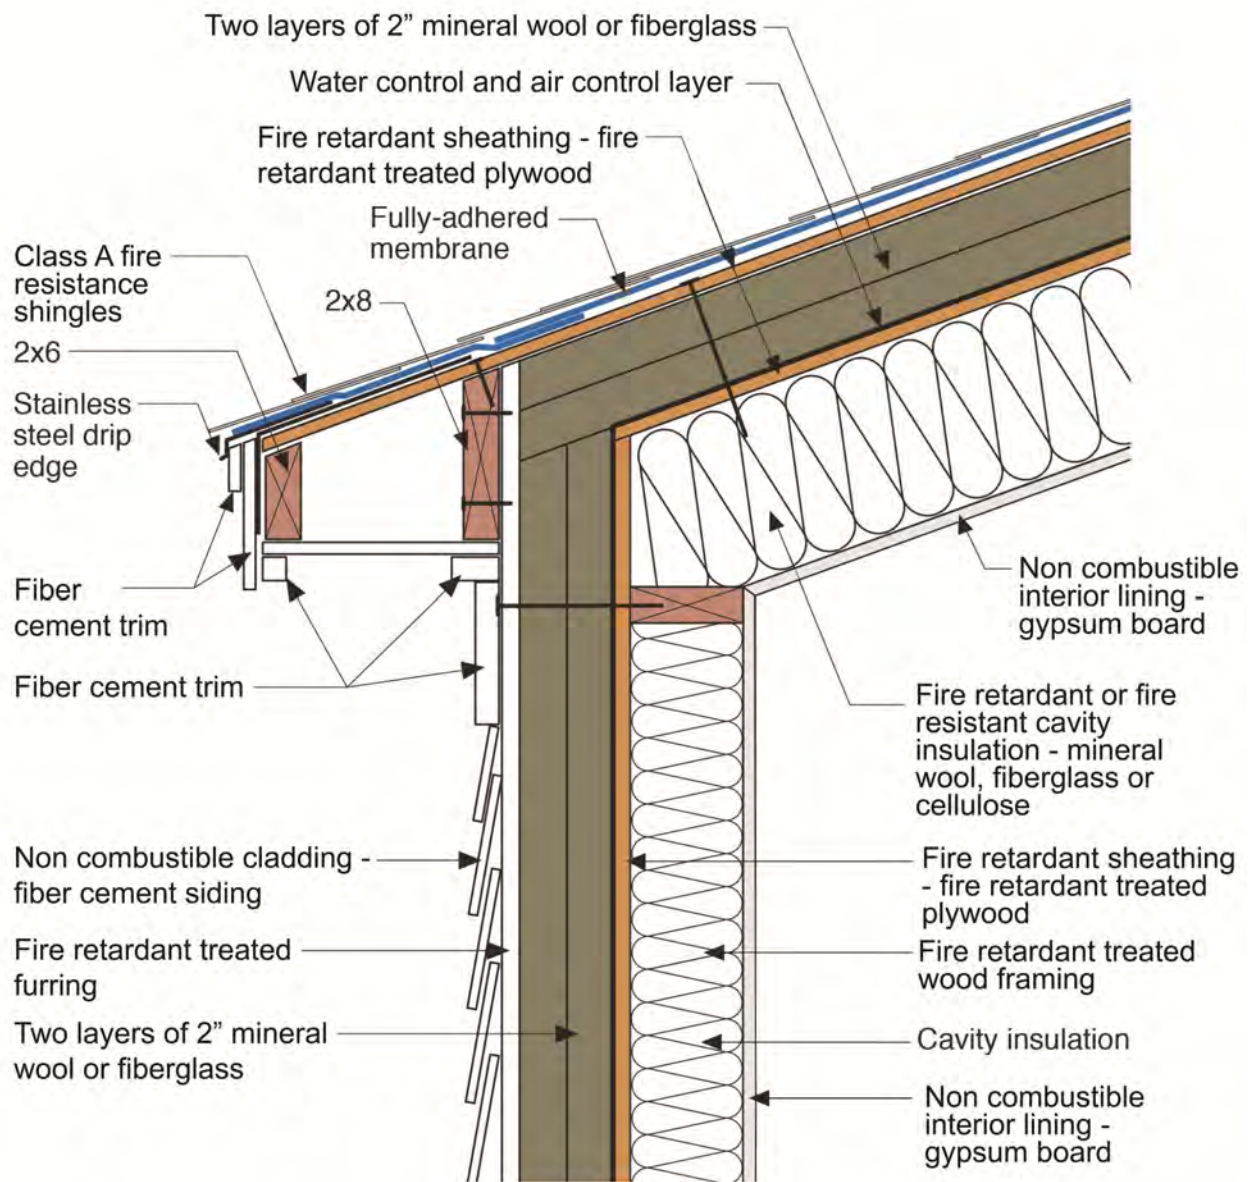 Two layers of 2” mineral wool or fiberglass
Water control and air control layer
Fire retardant sheathing - fire
retardant treated plywood
Fully-adhered
membrane
Class A fire
resistance
shingles
2x8
2x6
Stainless
steel drip
edge
Fiber
cement trim
Fiber cement trim
Non combustible cladding -
fiber cement siding
Fire retardant treated
furring
Two layers of 2” mineral
wool or fiberglass
Non combustible
interior lining -
gypsum board
Fire retardant or fire
resistant cavity
insulation - mineral
wool, fiberglass or
cellulose
Fire retardant sheathing
- fire retardant treated
plywood
Fire retardant treated
wood framing
Cavity insulation
Non combustible
interior lining -
gypsum board